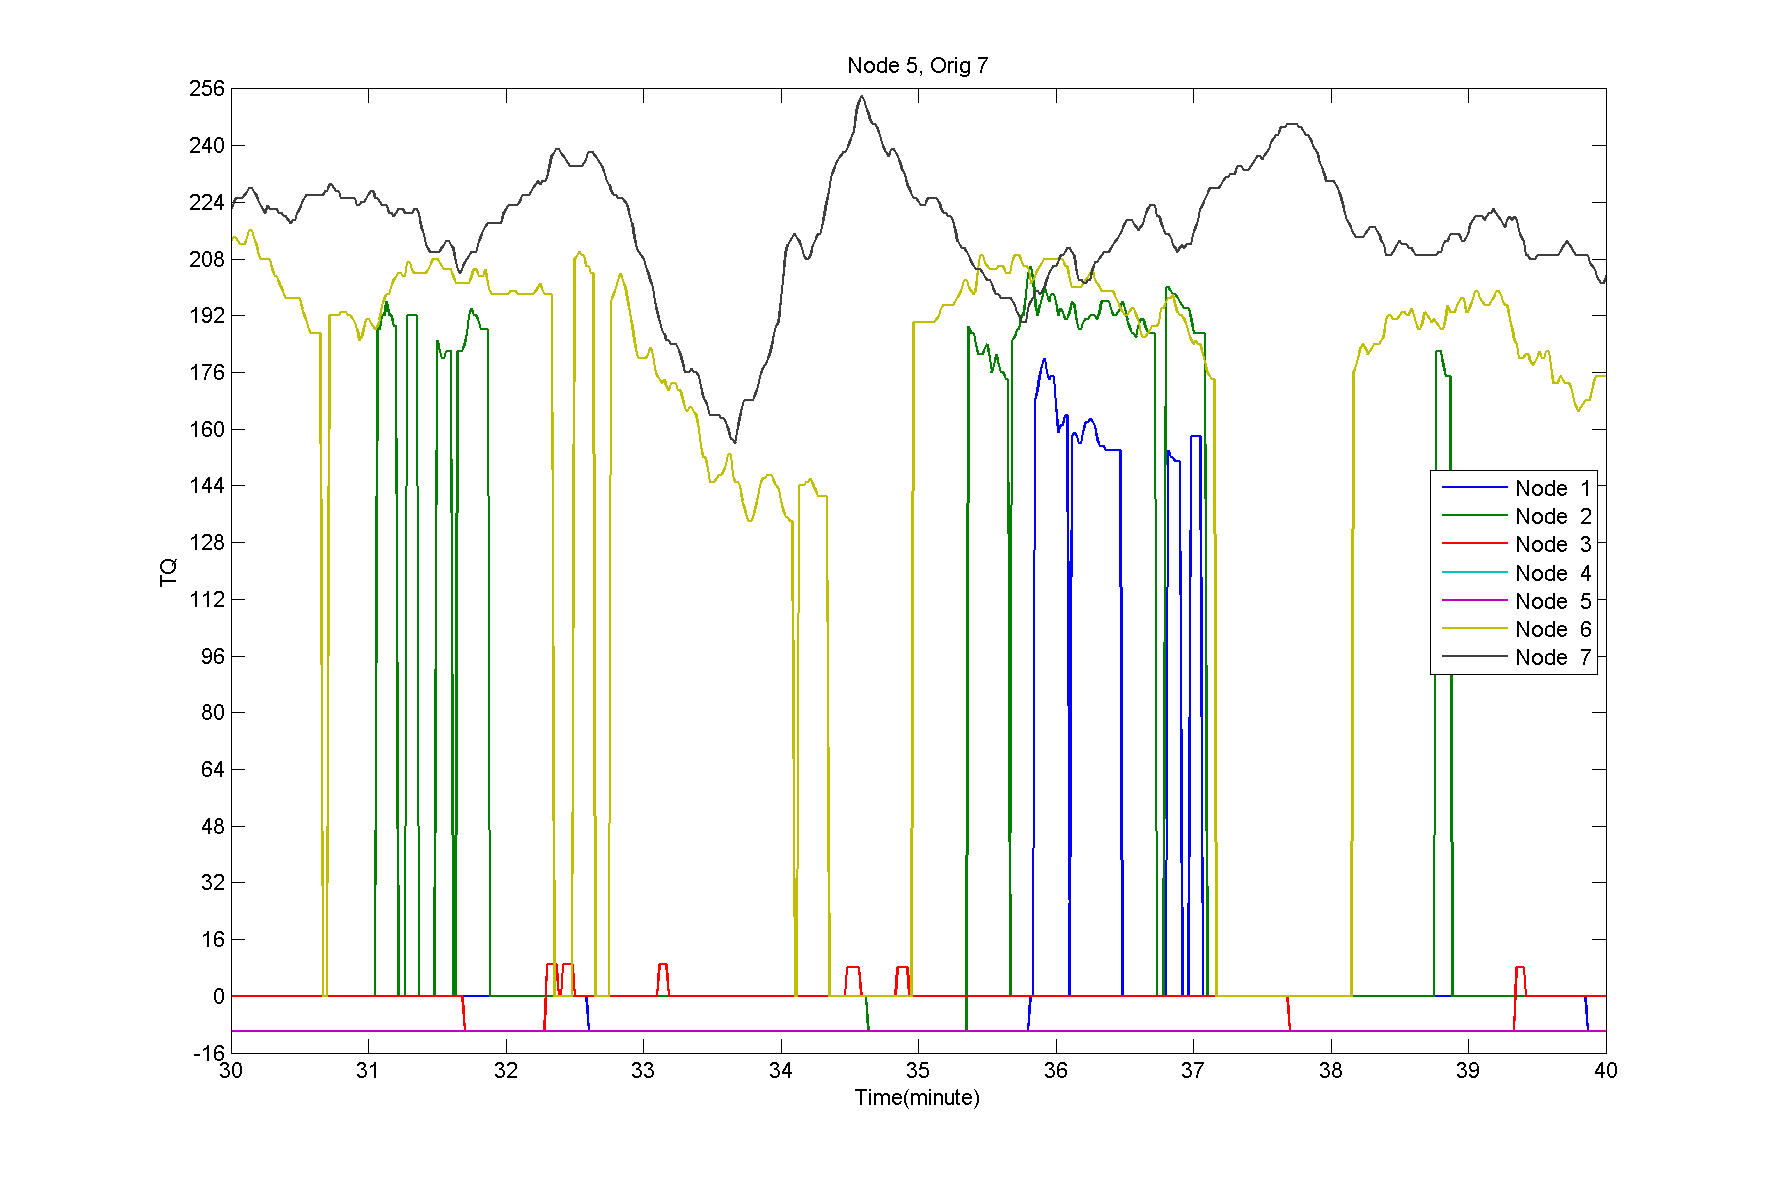 Node 5, Orig 7
256
240
224
208
192
176
160
144
128
112
96
80
64
48
32
16
0
-16
TQ
Node 1
Node 2
Node 3
Node 4
Node 5
Node 6
Node 7
30 31 32 33 34 35 36 37 38 39 40
Time(minute)